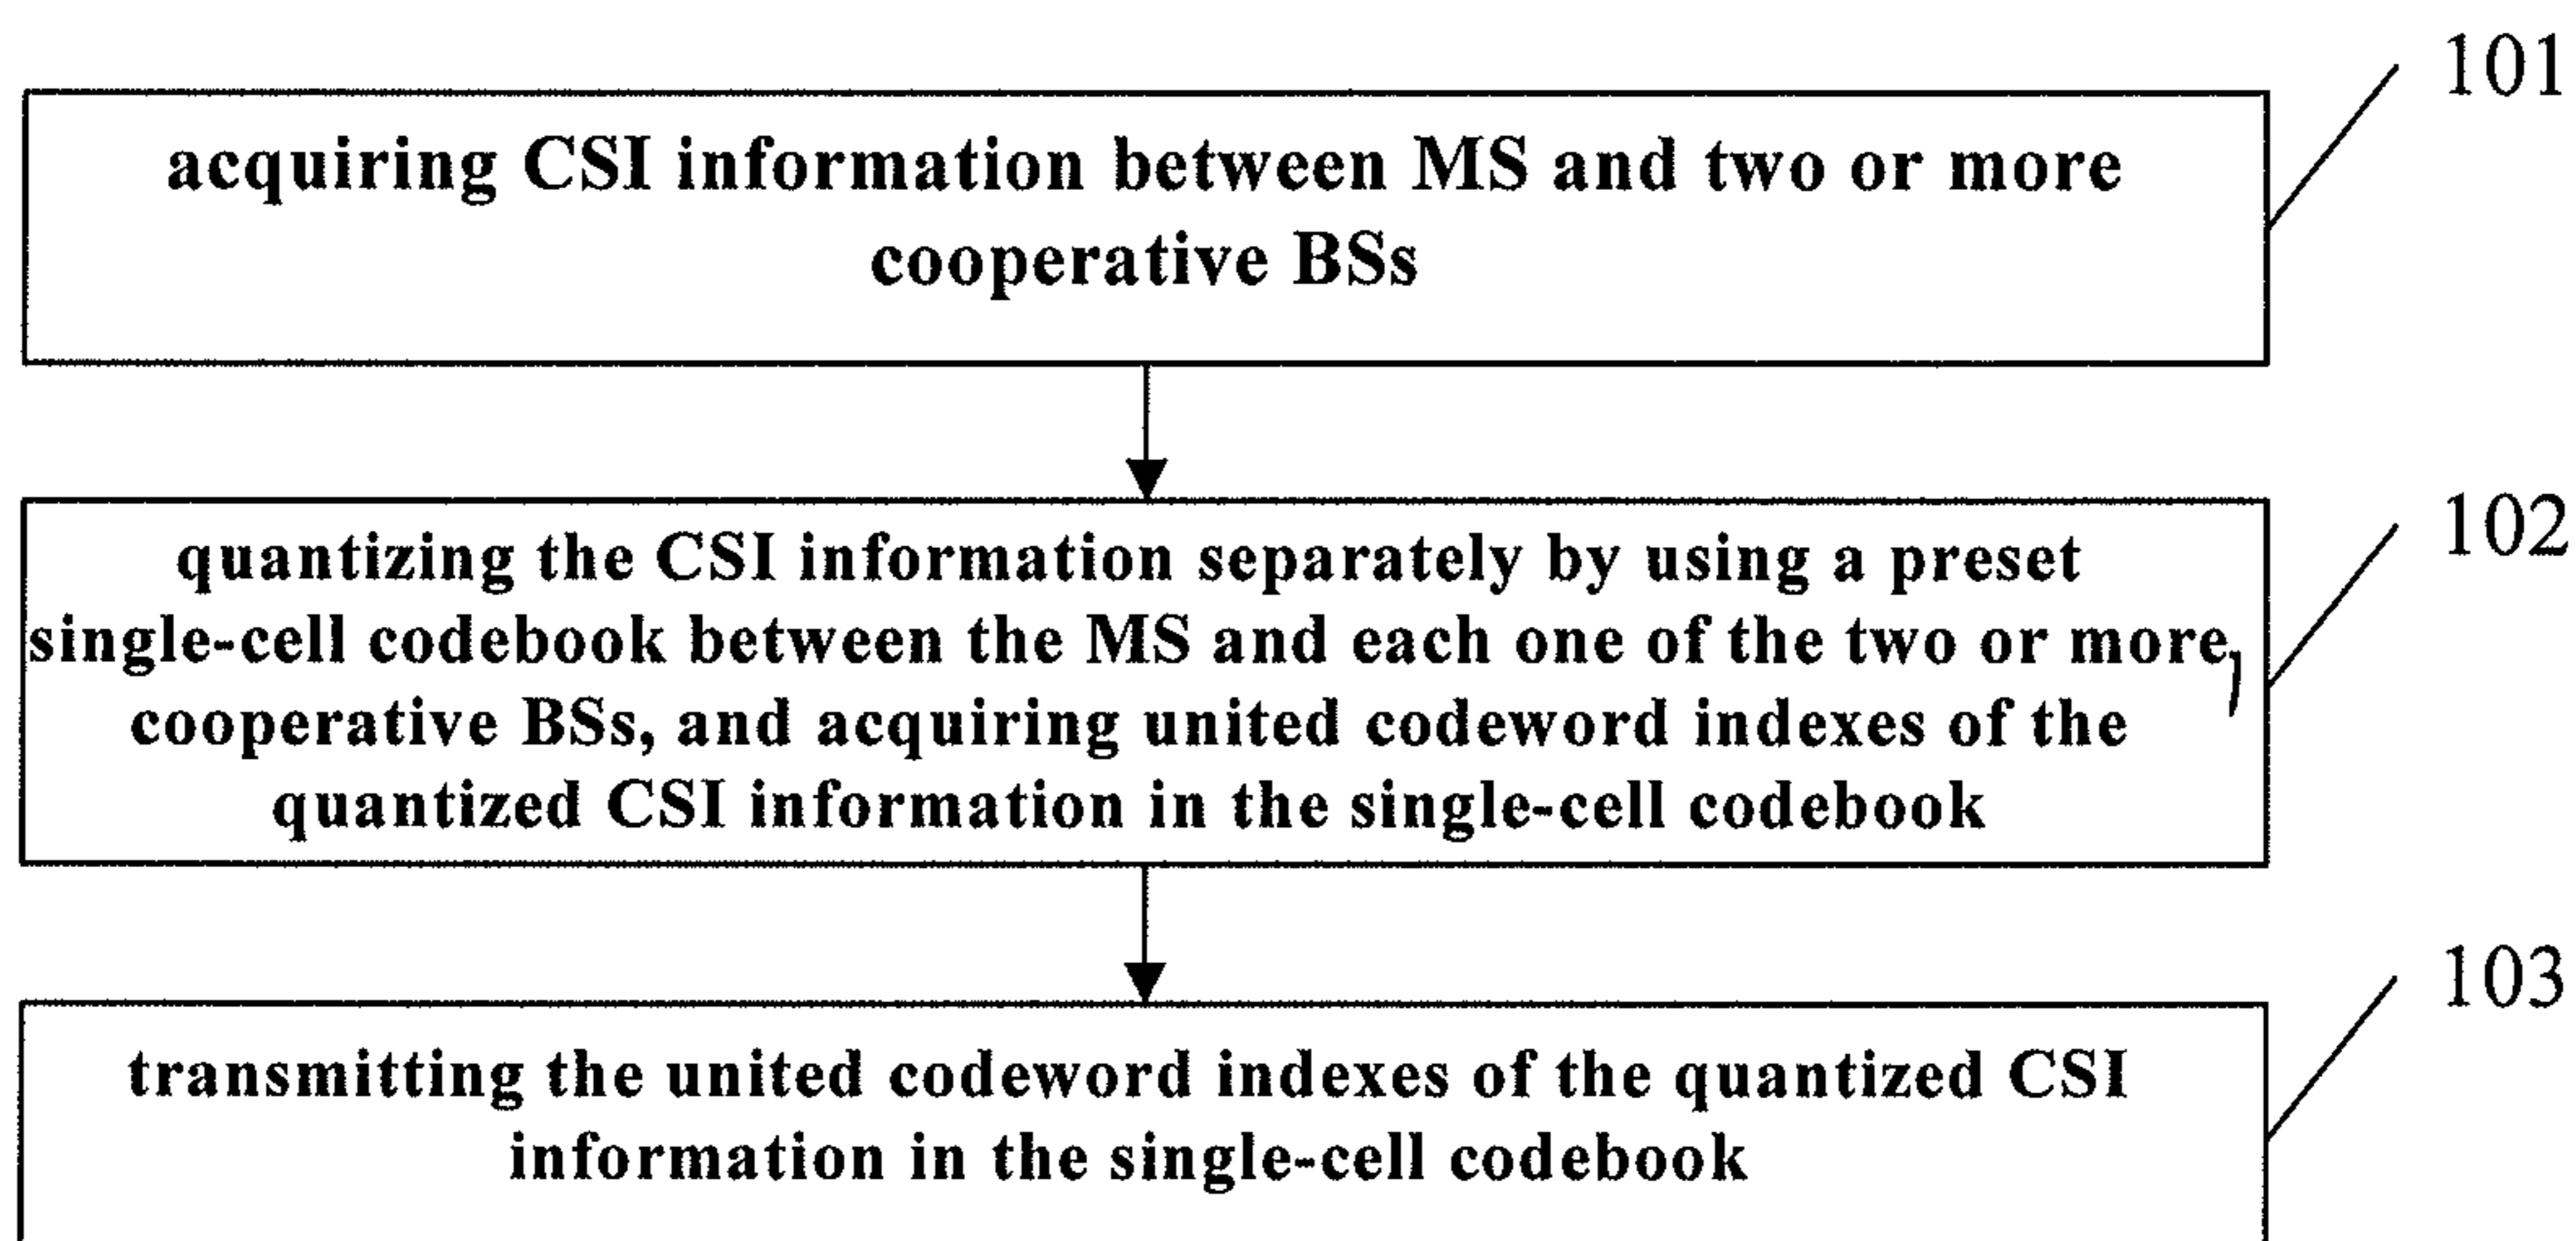 101
acquiring CSI information between MS and two or more
cooperative BSs
102
quantizing the CSI information separately by using a preset
single-cell codebook between the MS and each one of the two or more,
cooperative BSs, and acquiring united codeword indexes of the
quantized CSI information in the single-cell codebook
103
transmitting the united codeword indexes of the quantized CSI
information in the single-cell codebook